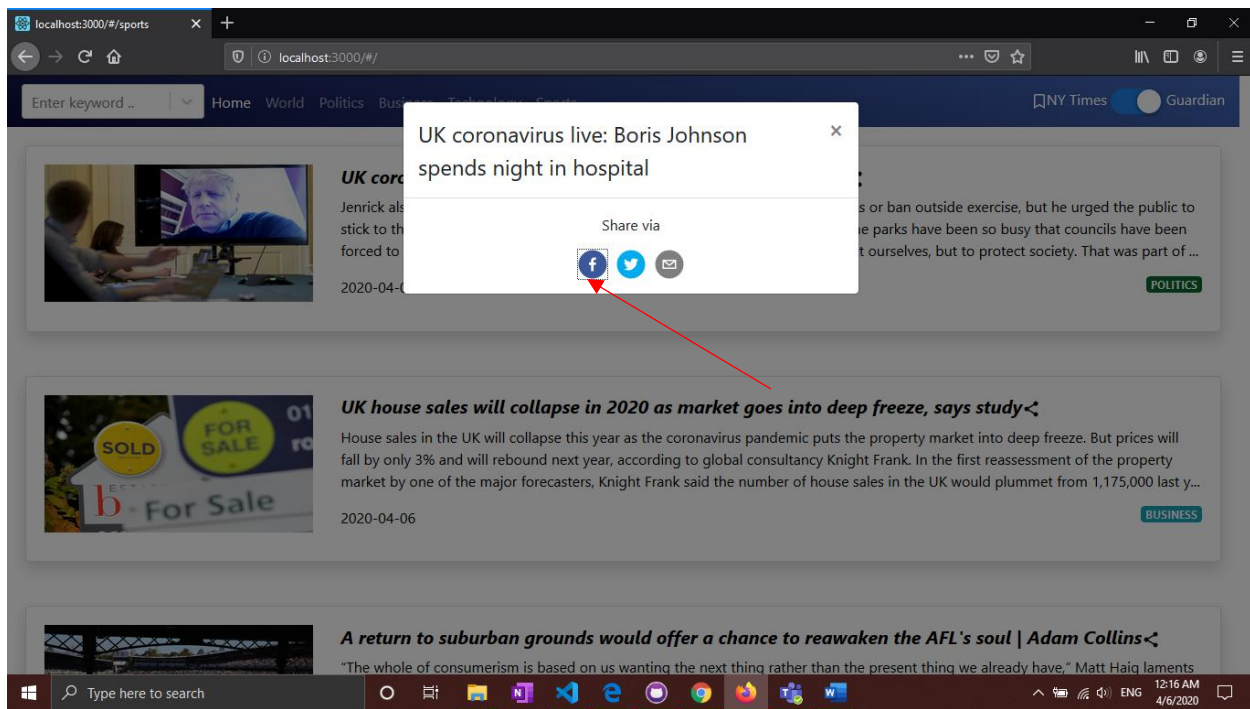 localhost:3000/#/sports
localhost:3000/#/
Enter keyword ..
Home World Politics Business Technology Sports
NY Times Guardian
UK coronavirus live: Boris Johnson
spends night in hospital
×
Share via
UK coro
Jenrick als
s or ban outside exercise, but he urged the public to
stick to th
e parks have been so busy that councils have been
forced to
t ourselves, but to protect society. That was part of ...
2020-04-0
POLITICS
SOLD
FOR
SALE
01
ro
b
For Sale
UK house sales will collapse in 2020 as market goes into deep freeze, says study
House sales in the UK will collapse this year as the coronavirus pandemic puts the property market into deep freeze. But prices will
fall by only 3% and will rebound next year, according to global consultancy Knight Frank. In the first reassessment of the property
market by one of the major forecasters, Knight Frank said the number of house sales in the UK would plummet from 1,175,000 last y...
2020-04-06
BUSINESS
A return to suburban grounds would offer a chance to reawaken the AFL's soul | Adam Collins
“The whole of consumerism is based on us wanting the next thing rather than the present thing we already have,” Matt Haig laments
Type here to search
ENG
12:16 AM
4/6/2020